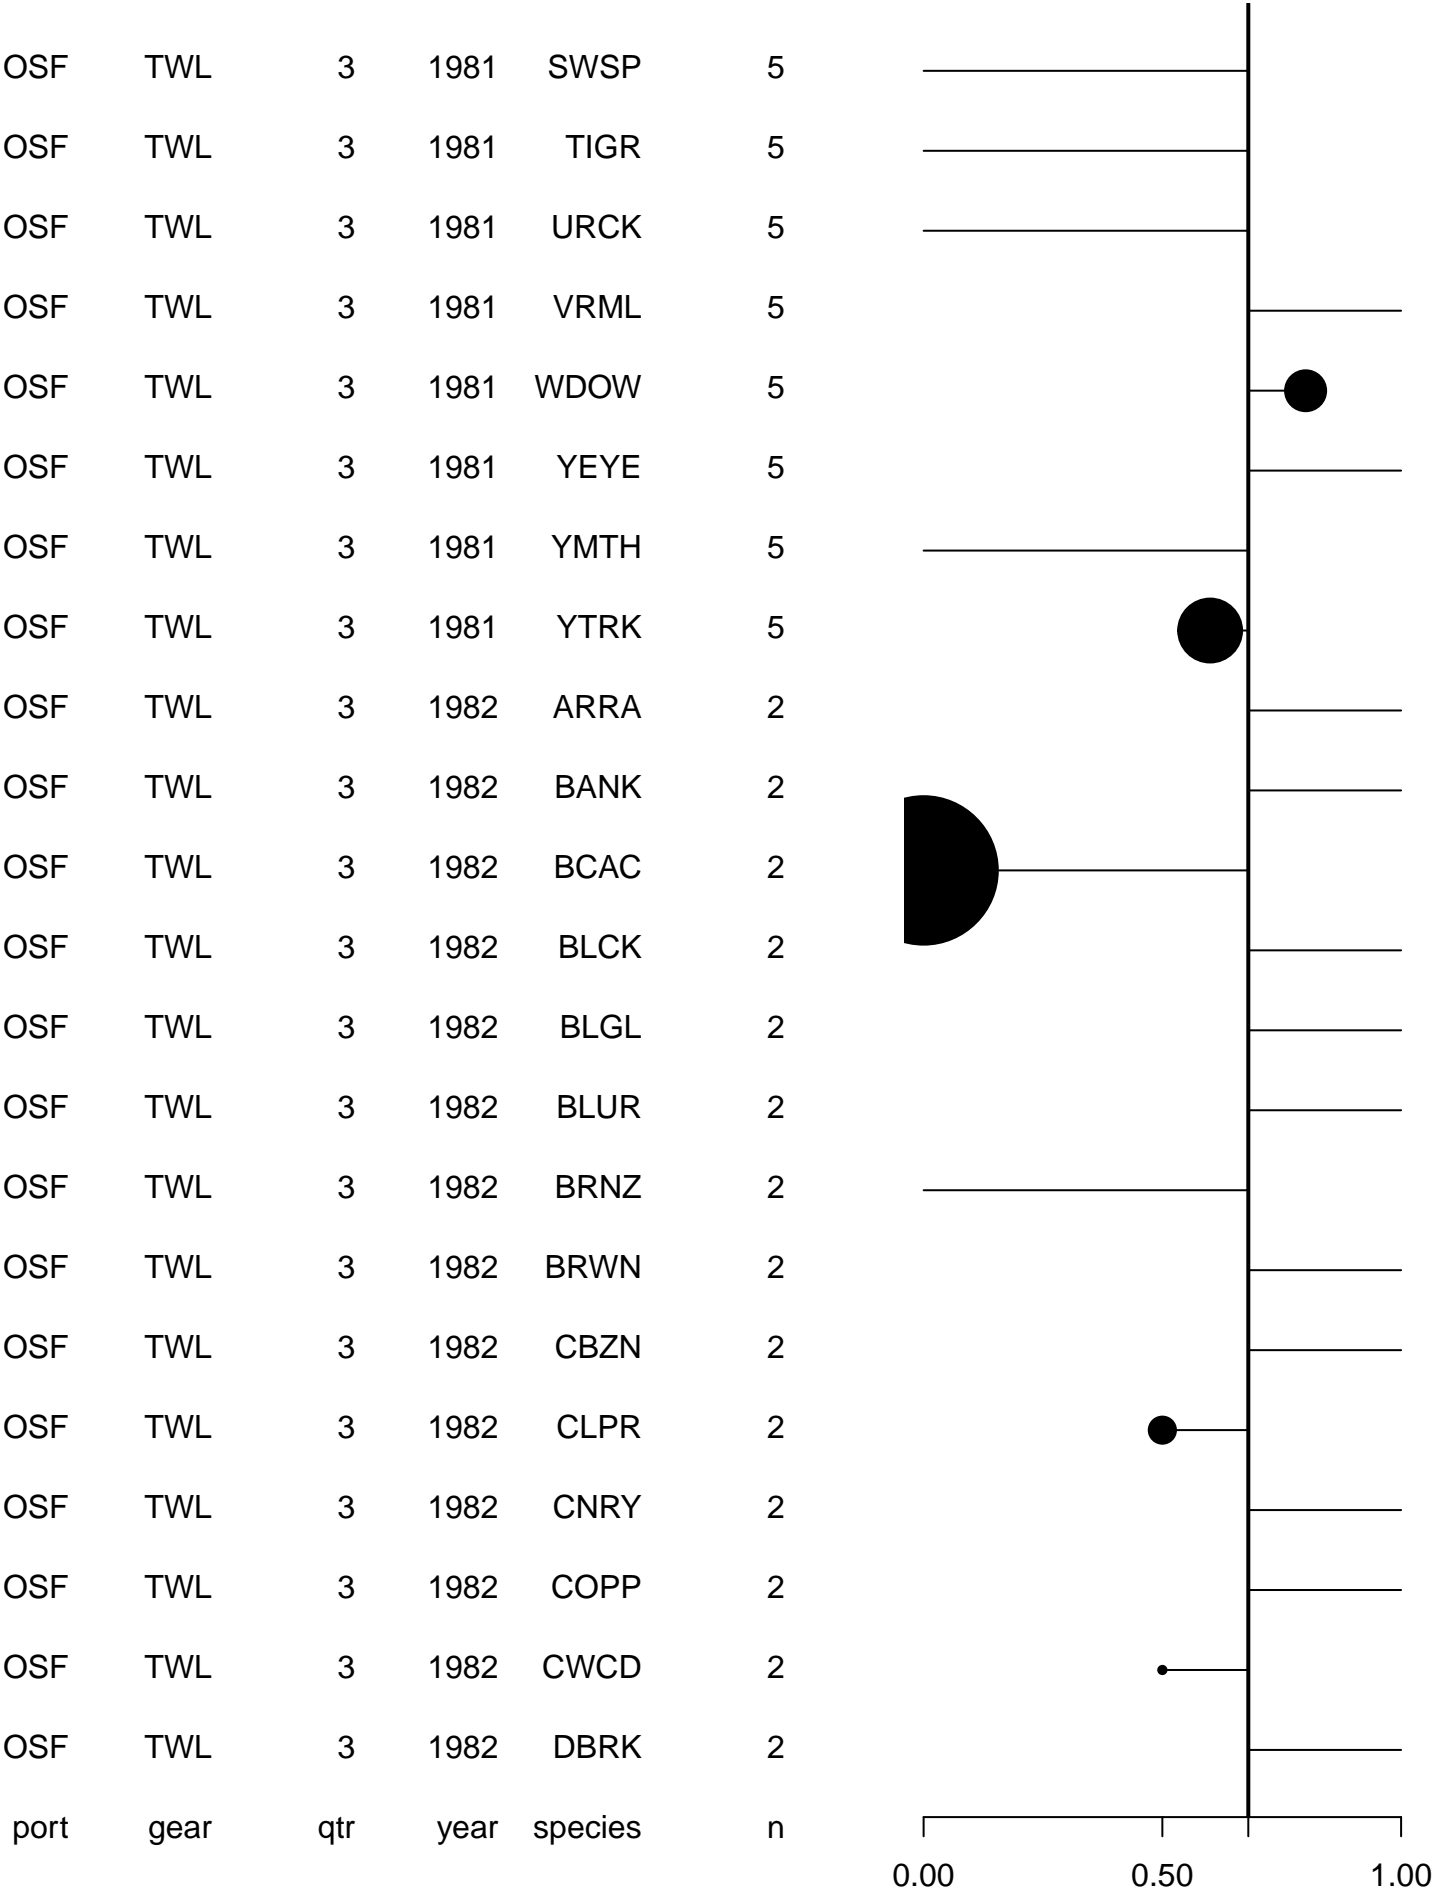 OSF TWL 3 1981 SWSP 5
OSF TWL 3 1981 TIGR 5
OSF TWL 3 1981 URCK 5
OSF TWL 3 1981 VRML 5
OSF TWL 3 1981 WDOW 5
OSF TWL 3 1981 YEYE 5
OSF TWL 3 1981 YMTH 5
OSF TWL 3 1981 YTRK 5
OSF TWL 3 1982 ARRA 2
OSF TWL 3 1982 BANK 2
OSF TWL 3 1982 BCAC 2
OSF TWL 3 1982 BLCK 2
OSF TWL 3 1982 BLGL 2
OSF TWL 3 1982 BLUR 2
OSF TWL 3 1982 BRNZ 2
OSF TWL 3 1982 BRWN 2
OSF TWL 3 1982 CBZN 2
OSF TWL 3 1982 CLPR 2
OSF TWL 3 1982 CNRY 2
OSF TWL 3 1982 COPP 2
OSF TWL 3 1982 CWCD 2
OSF TWL 3 1982 DBRK 2
port gear qtr year species n
0.00 0.50 1.00